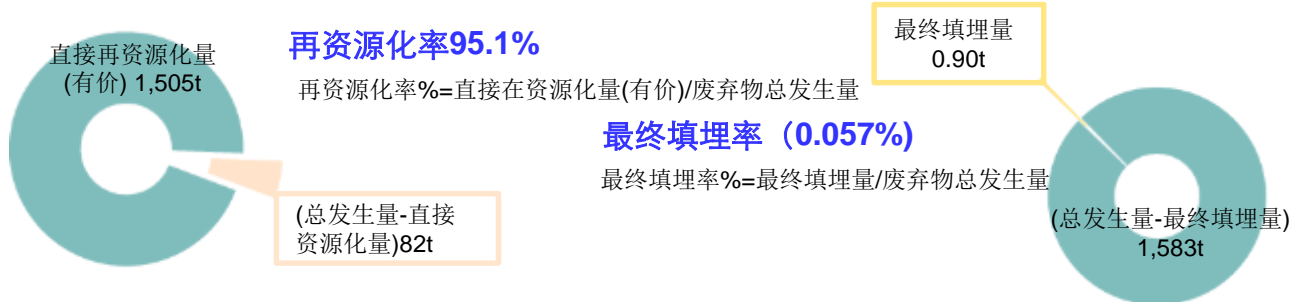 直接再资源化量
(有价) 1,505t
再资源化率95.1%
再资源化率%=直接在资源化量(有价)/废弃物总发生量
最终填埋量
0.90t
最终填埋率（0.057%)
最终填埋率%=最终填埋量/废弃物总发生量
(总发生量-直接
资源化量)82t
(总发生量-最终填埋量)
1,583t